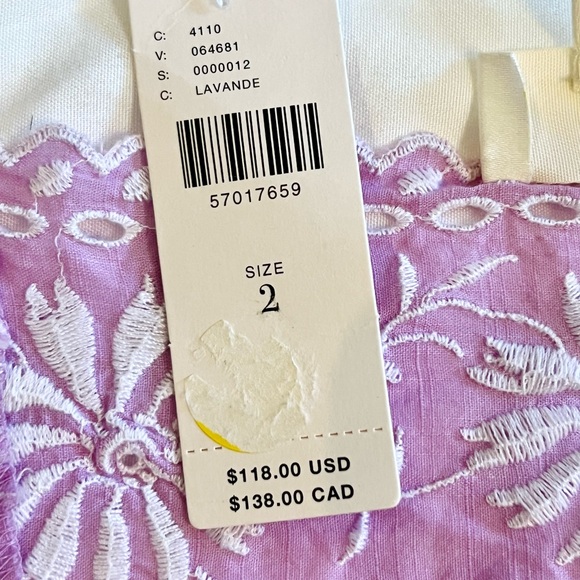 C: 4110
V: 064681
S: 0000012
C: LAVANDE
57017659
SIZE
2
$118.00 USD
$138.00 CAD